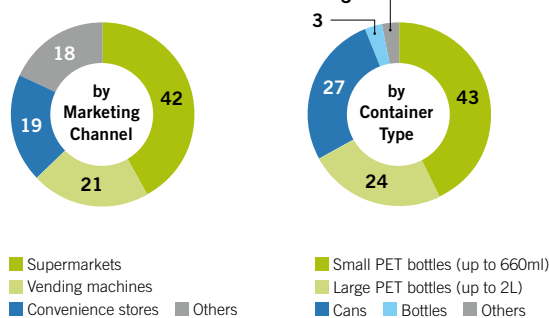 3
18
42
19
21
by
Marketing
Channel
27
43
24
by
Container
Type
Supermarkets
Vending machines
Convenience stores Others
Small PET bottles (up to 660ml)
Large PET bottles (up to 2L)
Cans Bottles Others